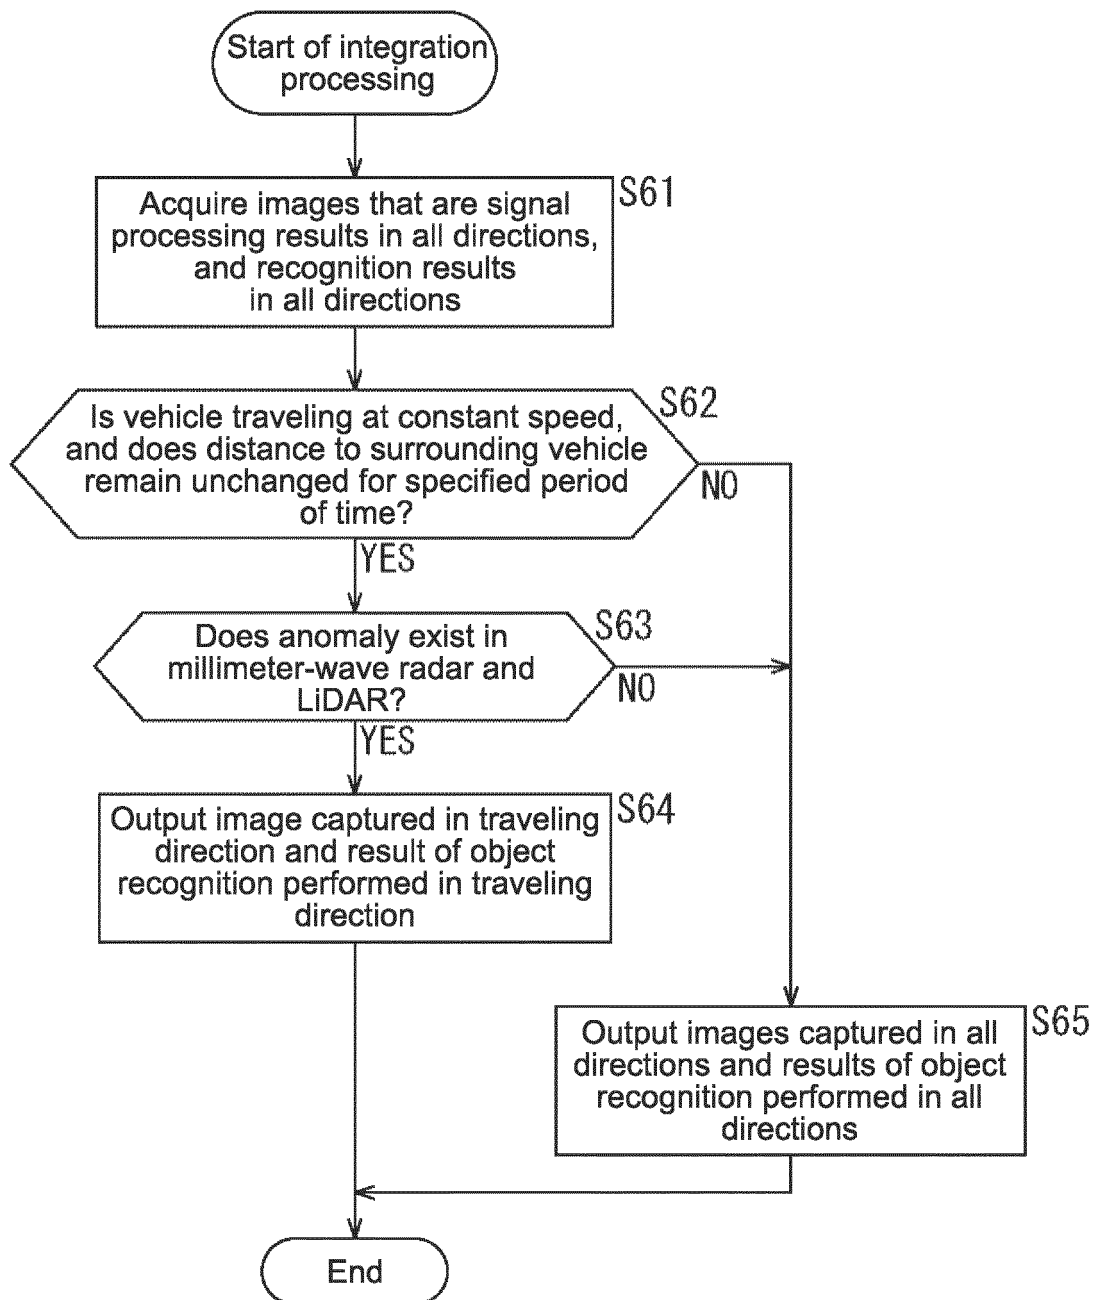 Start of integration
processing
S61
Acquire images that are signal
processing results in all directions,
and recognition results
in all directions
S62
Is vehicle traveling at constant speed,
and does distance to surrounding vehicle
remain unchanged for specified period
of time?
NO
YES
S63
Does anomaly exist in
millimeter-wave radar and
LiDAR?
NO
YES
S64
Output image captured in traveling
direction and result of object
recognition performed in traveling
direction
S65
Output images captured in all
directions and results of object
recognition performed in all
directions
End